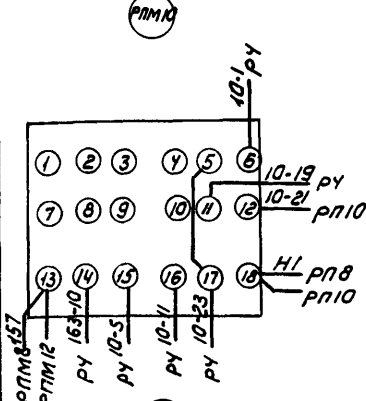 РПМ10
10-1 РУ
1 2 3 4 5 6
10-19 РУ
10-21 РП10
7 8 9 10 11 12
Н1 РП8
РП10
13 14 15 16 17 18
157 РПМ8
РПМ12
163-10 РУ
10-5 РУ
10-11 РУ
10-23 РУ